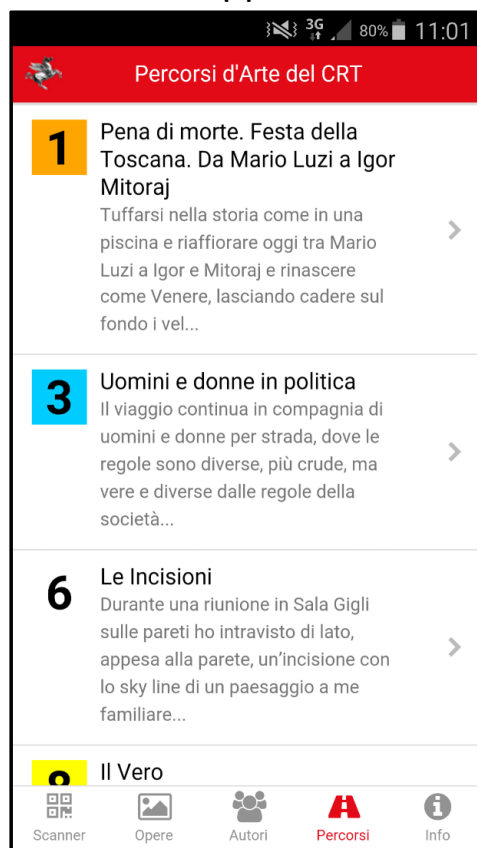 3G 80% 11:01
Percorsi d'Arte del CRT
1
Pena di morte. Festa della
Toscana. Da Mario Luzi a Igor
Mitoraj
Tuffarsi nella storia come in una
piscina e riaffiorare oggi tra Mario
Luzi a Igor e Mitoraj e rinascere
come Venere, lasciando cadere sul
fondo i vel...
3
Uomini e donne in politica
Il viaggio continua in compagnia di
uomini e donne per strada, dove le
regole sono diverse, più crude, ma
vere e diverse dalle regole della
società...
6
Le Incisioni
Durante una riunione in Sala Gigli
sulle pareti ho intravisto di lato,
appesa alla parete, un'incisione con
lo sky line di un paesaggio a me
familiare...
Il Vero
Scanner Opere Autori Percorsi Info